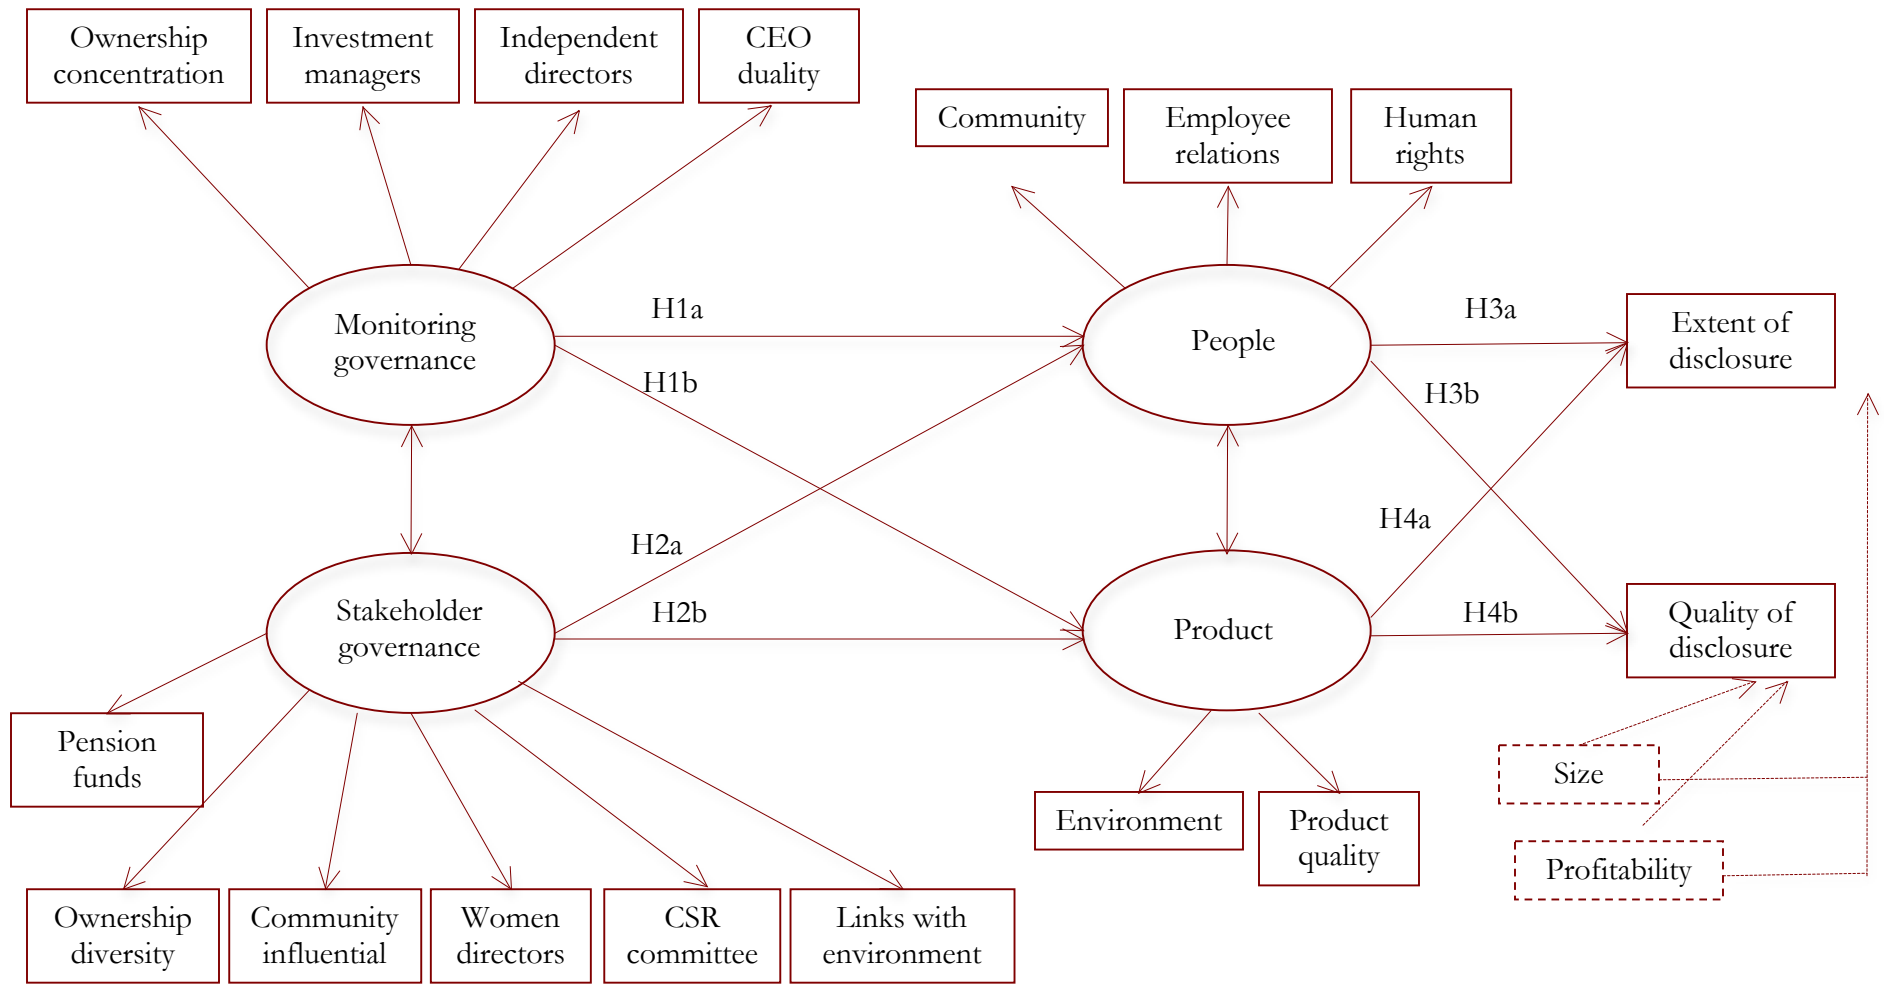 Ownership
concentration
Investment
managers
Independent
directors
CEO
duality
Community
Employee
relations
Human
rights
Monitoring
governance
H1a
H1b
People
H3a
H3b
Extent of
disclosure
Stakeholder
governance
H2a
H2b
Product
H4a
H4b
Quality of
disclosure
Pension
funds
Size
Environment
Product
quality
Profitability
Ownership
diversity
Community
influential
Women
directors
CSR
committee
Links with
environment